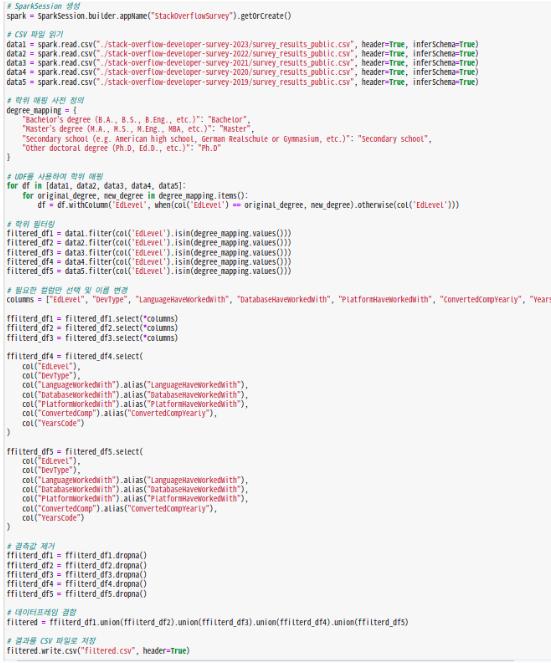 # SparkSession 생성
spark = SparkSession.builder.appName("StackOverflowSurvey").getOrCreate()
# CSV 파일 읽기
data1 = spark.read.csv("./stack-overflow-developer-survey-2023/survey_results_public.csv", header=True, inferSchema=True)
data2 = spark.read.csv("./stack-overflow-developer-survey-2022/survey_results_public.csv", header=True, inferSchema=True)
data3 = spark.read.csv("./stack-overflow-developer-survey-2021/survey_results_public.csv", header=True, inferSchema=True)
data4 = spark.read.csv("./stack-overflow-developer-survey-2020/survey_results_public.csv", header=True, inferSchema=True)
data5 = spark.read.csv("./stack-overflow-developer-survey-2019/survey_results_public.csv", header=True, inferSchema=True)
# 학위 매핑 사전 정의
degree_mapping = {
"Bachelor's degree (B.A., B.S., B.Eng., etc.)": "Bachelor",
"Master's degree (M.A., M.S., M.Eng., MBA, etc.)": "Master",
"Secondary school (e.g. American high school, German Realschule or Gymnasium, etc.)": "Secondary school",
"Other doctoral degree (Ph.D, Ed.D., etc.)": "Ph.D"
}
# UDF를 사용하여 학위 매핑
for df in [data1, data2, data3, data4, data5]:
for original_degree, new_degree in degree_mapping.items():
df = df.withColumn('EdLevel', when(col('EdLevel') == original_degree, new_degree).otherwise(col('EdLevel')))
# 학위 필터링
filtered_df1 = data1.filter(col('EdLevel').isin(degree_mapping.values()))
filtered_df2 = data2.filter(col('EdLevel').isin(degree_mapping.values()))
filtered_df3 = data3.filter(col('EdLevel').isin(degree_mapping.values()))
filtered_df4 = data4.filter(col('EdLevel').isin(degree_mapping.values()))
filtered_df5 = data5.filter(col('EdLevel').isin(degree_mapping.values()))
# 필요한 컬럼만 선택 및 이름 변경
columns = ["EdLevel", "DevType", "LanguageHaveWorkedWith", "DatabaseHaveWorkedWith", "PlatformHaveWorkedWith", "ConvertedCompYearly", "Years
ffilterd_df1 = filtered_df1.select(*columns)
ffilterd_df2 = filtered_df2.select(*columns)
ffilterd_df3 = filtered_df3.select(*columns)
ffilterd_df4 = filtered_df4.select(
col("EdLevel"),
col("DevType"),
col("LanguageWorkedWith").alias("LanguageHaveWorkedWith"),
col("DatabaseWorkedWith").alias("DatabaseHaveWorkedWith"),
col("PlatformWorkedWith").alias("PlatformHaveWorkedWith"),
col("ConvertedComp").alias("ConvertedCompYearly"),
col("YearsCode")
)
ffilterd_df5 = filtered_df5.select(
col("EdLevel"),
col("DevType"),
col("LanguageWorkedWith").alias("LanguageHaveWorkedWith"),
col("DatabaseWorkedWith").alias("DatabaseHaveWorkedWith"),
col("PlatformWorkedWith").alias("PlatformHaveWorkedWith"),
col("ConvertedComp").alias("ConvertedCompYearly"),
col("YearsCode")
)
# 결측값 제거
ffilterd_df1 = ffilterd_df1.dropna()
ffilterd_df2 = ffilterd_df2.dropna()
ffilterd_df3 = ffilterd_df3.dropna()
ffilterd_df4 = ffilterd_df4.dropna()
ffilterd_df5 = ffilterd_df5.dropna()
# 데이터프레임 결합
filtered = ffilterd_df1.union(ffilterd_df2).union(ffilterd_df3).union(ffilterd_df4).union(ffilterd_df5)
# 결과를 CSV 파일로 저장
filtered.write.csv("filtered.csv", header=True)